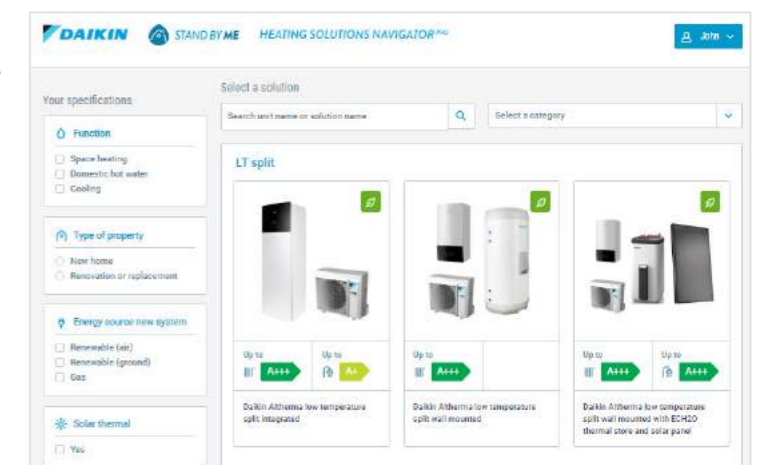 DAIKIN STAND BY ME HEATING SOLUTIONS NAVIGATOR PRO John
Your specifications
Function
Space heating
Domestic hot water
Cooling
Type of property
New home
Renovation or replacement
Energy source new system
Renewable (air)
Renewable (ground)
Gas
Solar thermal
Yes
Select a solution
Search unit name or solution name Select a category
LT split
Up to Up to
A+++ A+
Daikin Altherma low temperature
split integrated
Up to
A+++
Daikin Altherma low temperature
split wall mounted
Up to Up to
A+++ A+++
Daikin Altherma low temperature
split wall mounted with ECH2O
thermal store and solar panel